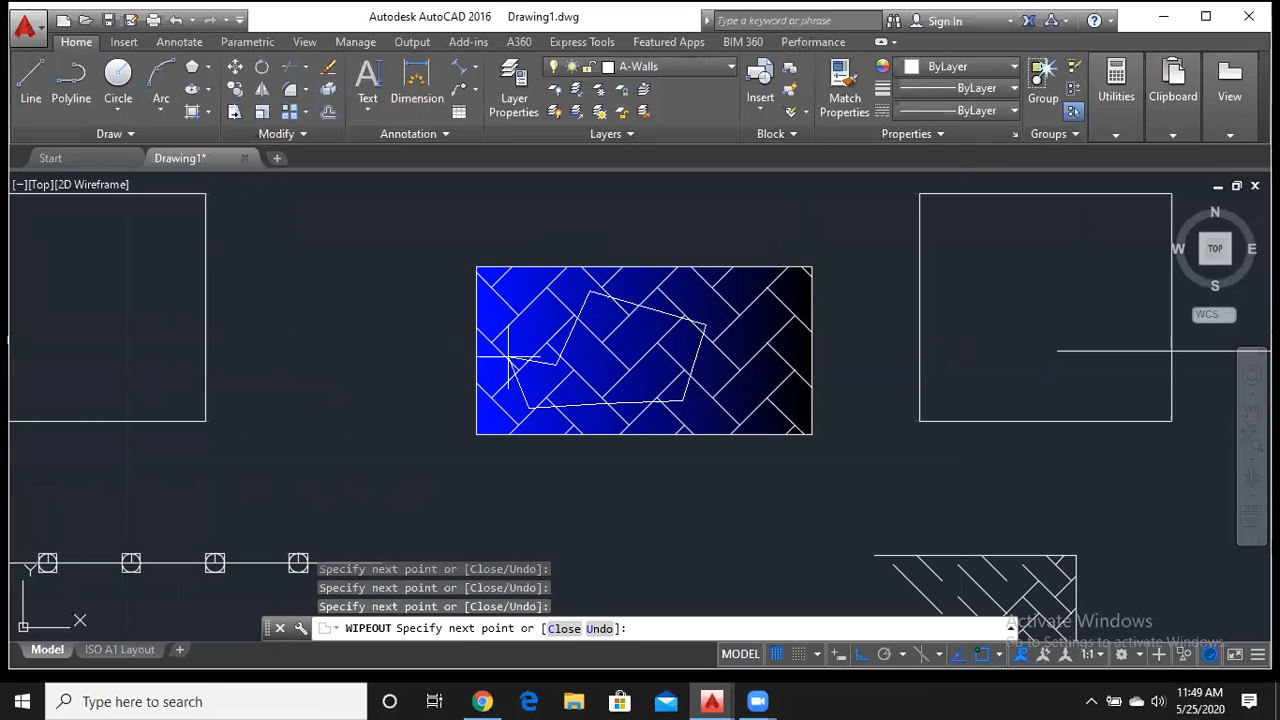 Autodesk AutoCAD 2016 Drawing1.dwg
Type a keyword or phrase
Sign In
Home Insert Annotate Parametric View Manage Output Add-ins A360 Express Tools Featured Apps BIM 360 Performance
A-Walls
ByLayer
ByLayer
ByLayer
Line Polyline Circle Arc
Text Dimension
Layer
Properties
Insert
Match
Properties
Group
Utilities
Clipboard
View
Draw Modify Annotation Layers Block Properties Groups
Start Drawing1*
[−][Top][2D Wireframe]
N
W TOP E
S
WCS
Y
X
Specify next point or [Close/Undo]:
Specify next point or [Close/Undo]:
Specify next point or [Close/Undo]:
WIPEOUT Specify next point or [Close Undo]:
Activate Windows
Go to Settings to activate Windows
Model ISO A1 Layout
MODEL
1:1
Type here to search
11:49 AM
5/25/2020